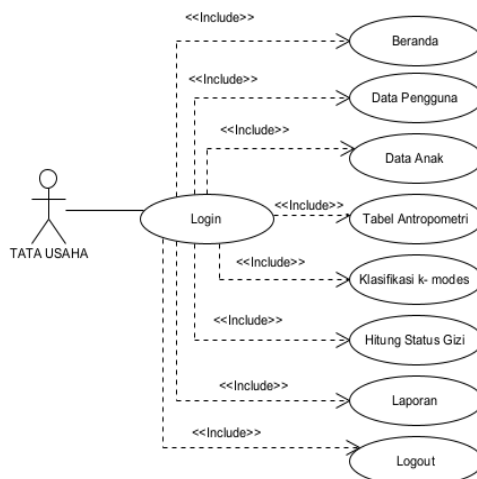 <<Include>>
Beranda
<<Include>>
Data Pengguna
<<Include>>
Data Anak
<<Include>>
Tabel Antropometri
Login
TATA USAHA
<<Include>>
Klasifikasi k- modes
<<Include>>
Hitung Status Gizi
<<Include>>
Laporan
<<Include>>
Logout